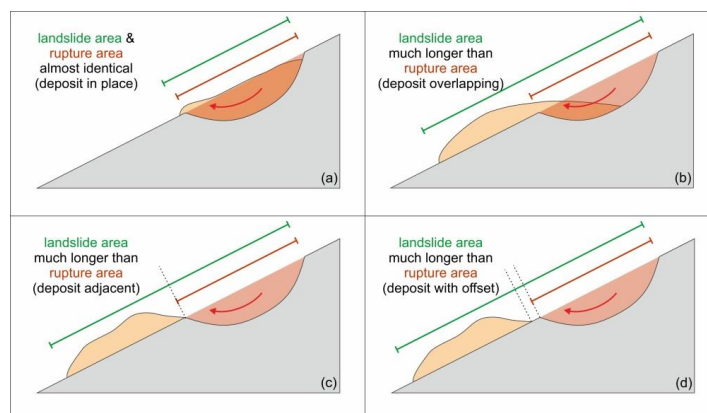 landslide area &
rupture area
almost identical
(deposit in place)
(a)
landslide area
much longer than
rupture area
(deposit overlapping)
(b)
landslide area
much longer than
rupture area
(deposit adjacent)
(c)
landslide area
much longer than
rupture area
(deposit with offset)
(d)